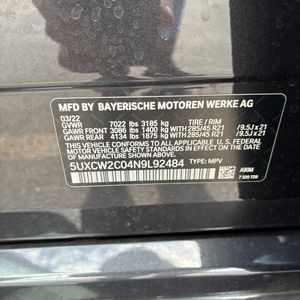 MFD BY BAYERISCHE MOTOREN WERKE AG
03/22
GVWR 7022 lbs 3185 kg TIRE / RIM
GAWR FRONT 3086 lbs 1400 kg WITH 285/45 R21 / 9.5J x 21
GAWR REAR 4134 lbs 1875 kg WITH 285/45 R21 / 9.5J x 21
THIS VEHICLE CONFORMS TO ALL APPLICABLE
FEDERAL MOTOR VEHICLE SAFETY STANDARDS IN EFFECT
ON THE DATE OF MANUFACTURE SHOWN ABOVE.
5UXCW2C04N9L92484 A90M
TYPE: MPV